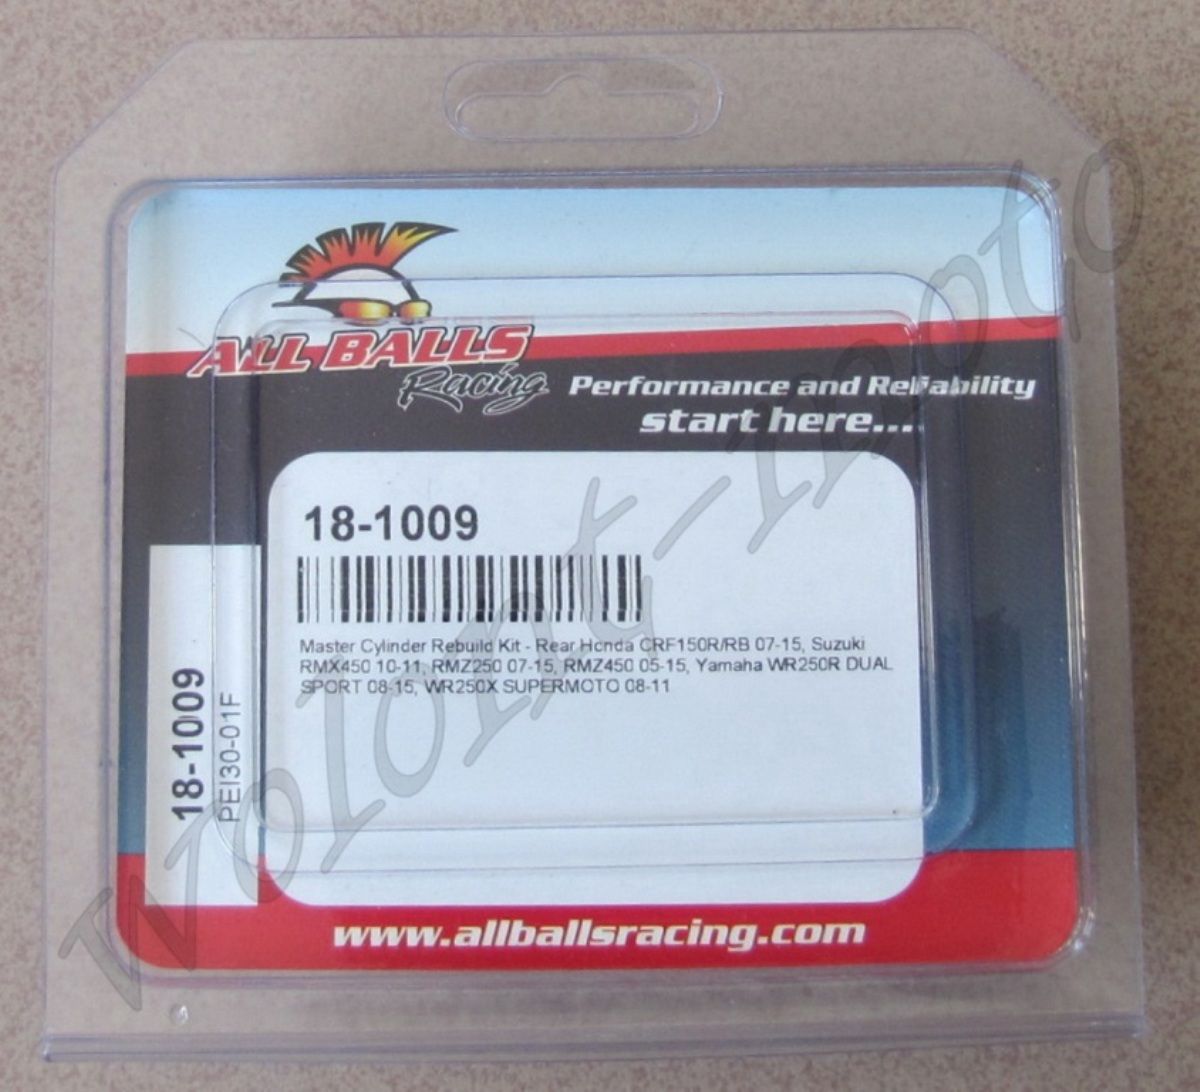 ALL BALLS
Racing
Performance and Reliability
start here...
18-1009
Master Cylinder Rebuild Kit - Rear Honda CRF150R/RB 07-15, Suzuki
RMX450 10-11, RMZ250 07-15, RMZ450 05-15, Yamaha WR250R DUAL
SPORT 08-15, WR250X SUPERMOTO 08-11
18-1009
PEI30-01F
www.allballsracing.com